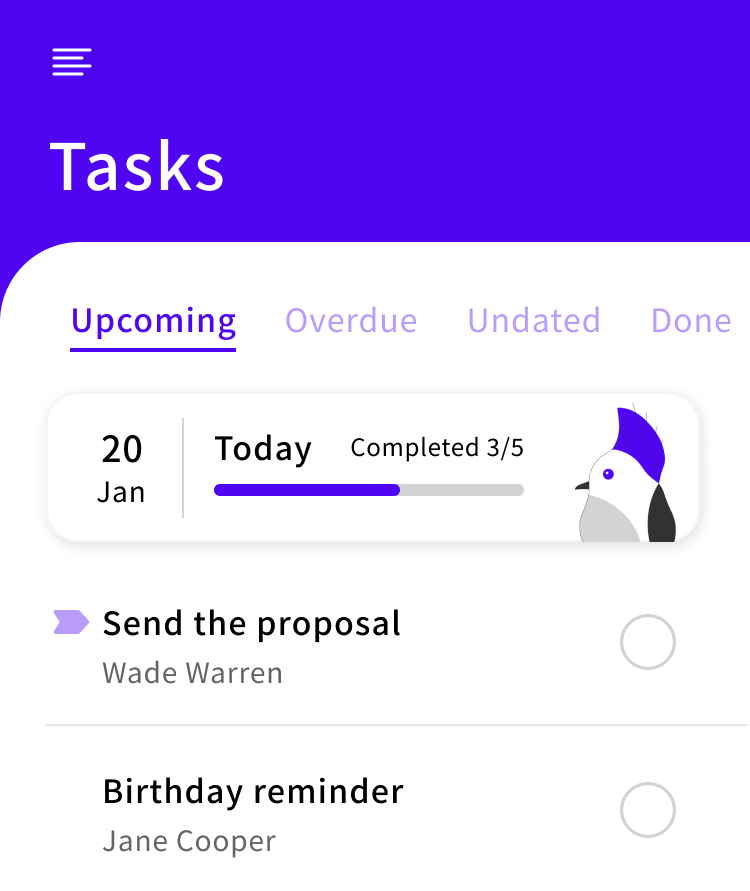 Tasks
Upcoming Overdue Undated Done
20 Today Completed 3/5
Jan
Send the proposal
Wade Warren
Birthday reminder
Jane Cooper